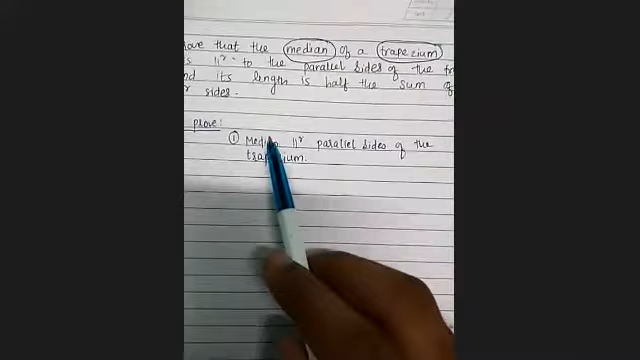 ove that the median of a trapezium
is ||r to the parallel sides of the tr
nd its length is half the sum of
r sides.
prove:
① Median ||r parallel sides of the
trapezium.